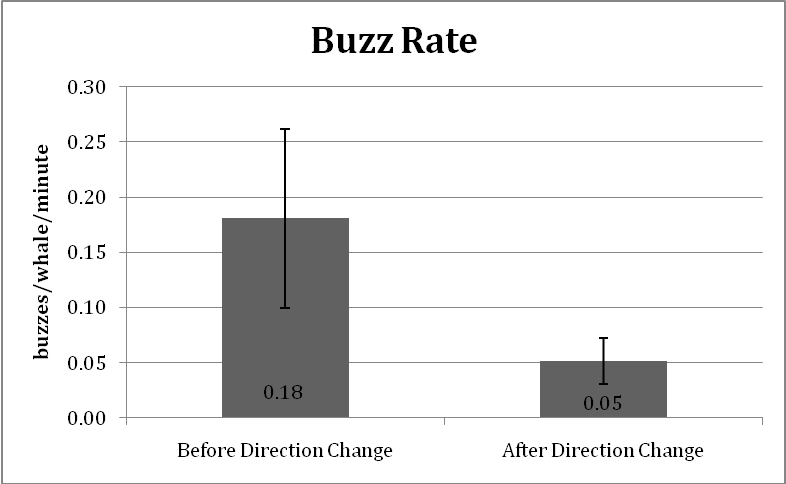 Buzz Rate
buzzes/whale/minute
0.30
0.25
0.20
0.15
0.10
0.05
0.00
0.18
0.05
Before Direction Change
After Direction Change